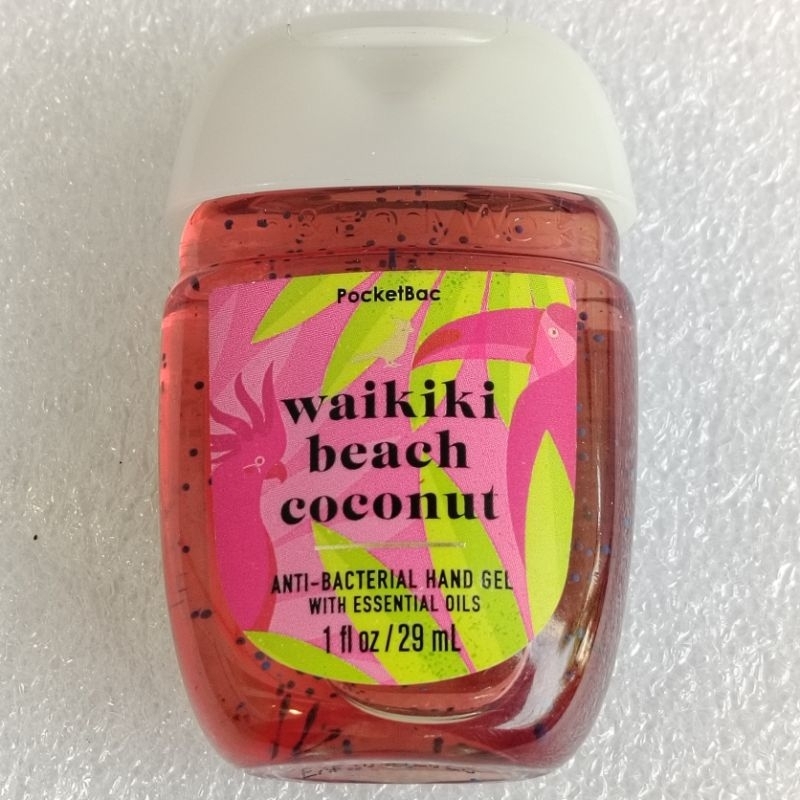 PocketBac
waikiki
beach
coconut
ANTI-BACTERIAL HAND GEL
WITH ESSENTIAL OILS
1 fl oz / 29 mL